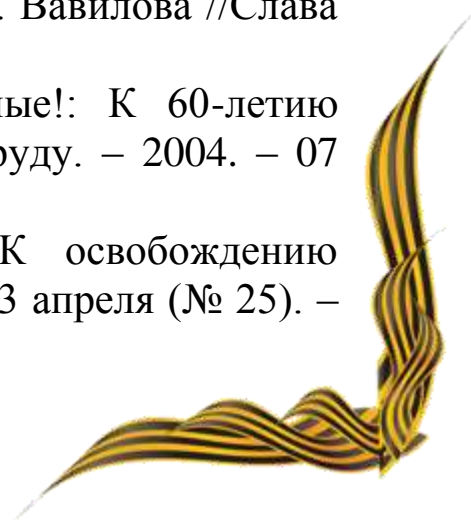 . Вавилова //Слава
ые!: К 60-летию
руду. – 2004. – 07
К освобождению
3 апреля (№ 25). –